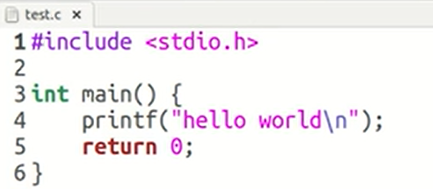 test.c ×
1 #include <stdio.h>
2
3 int main() {
4     printf("hello world\n");
5     return 0;
6 }